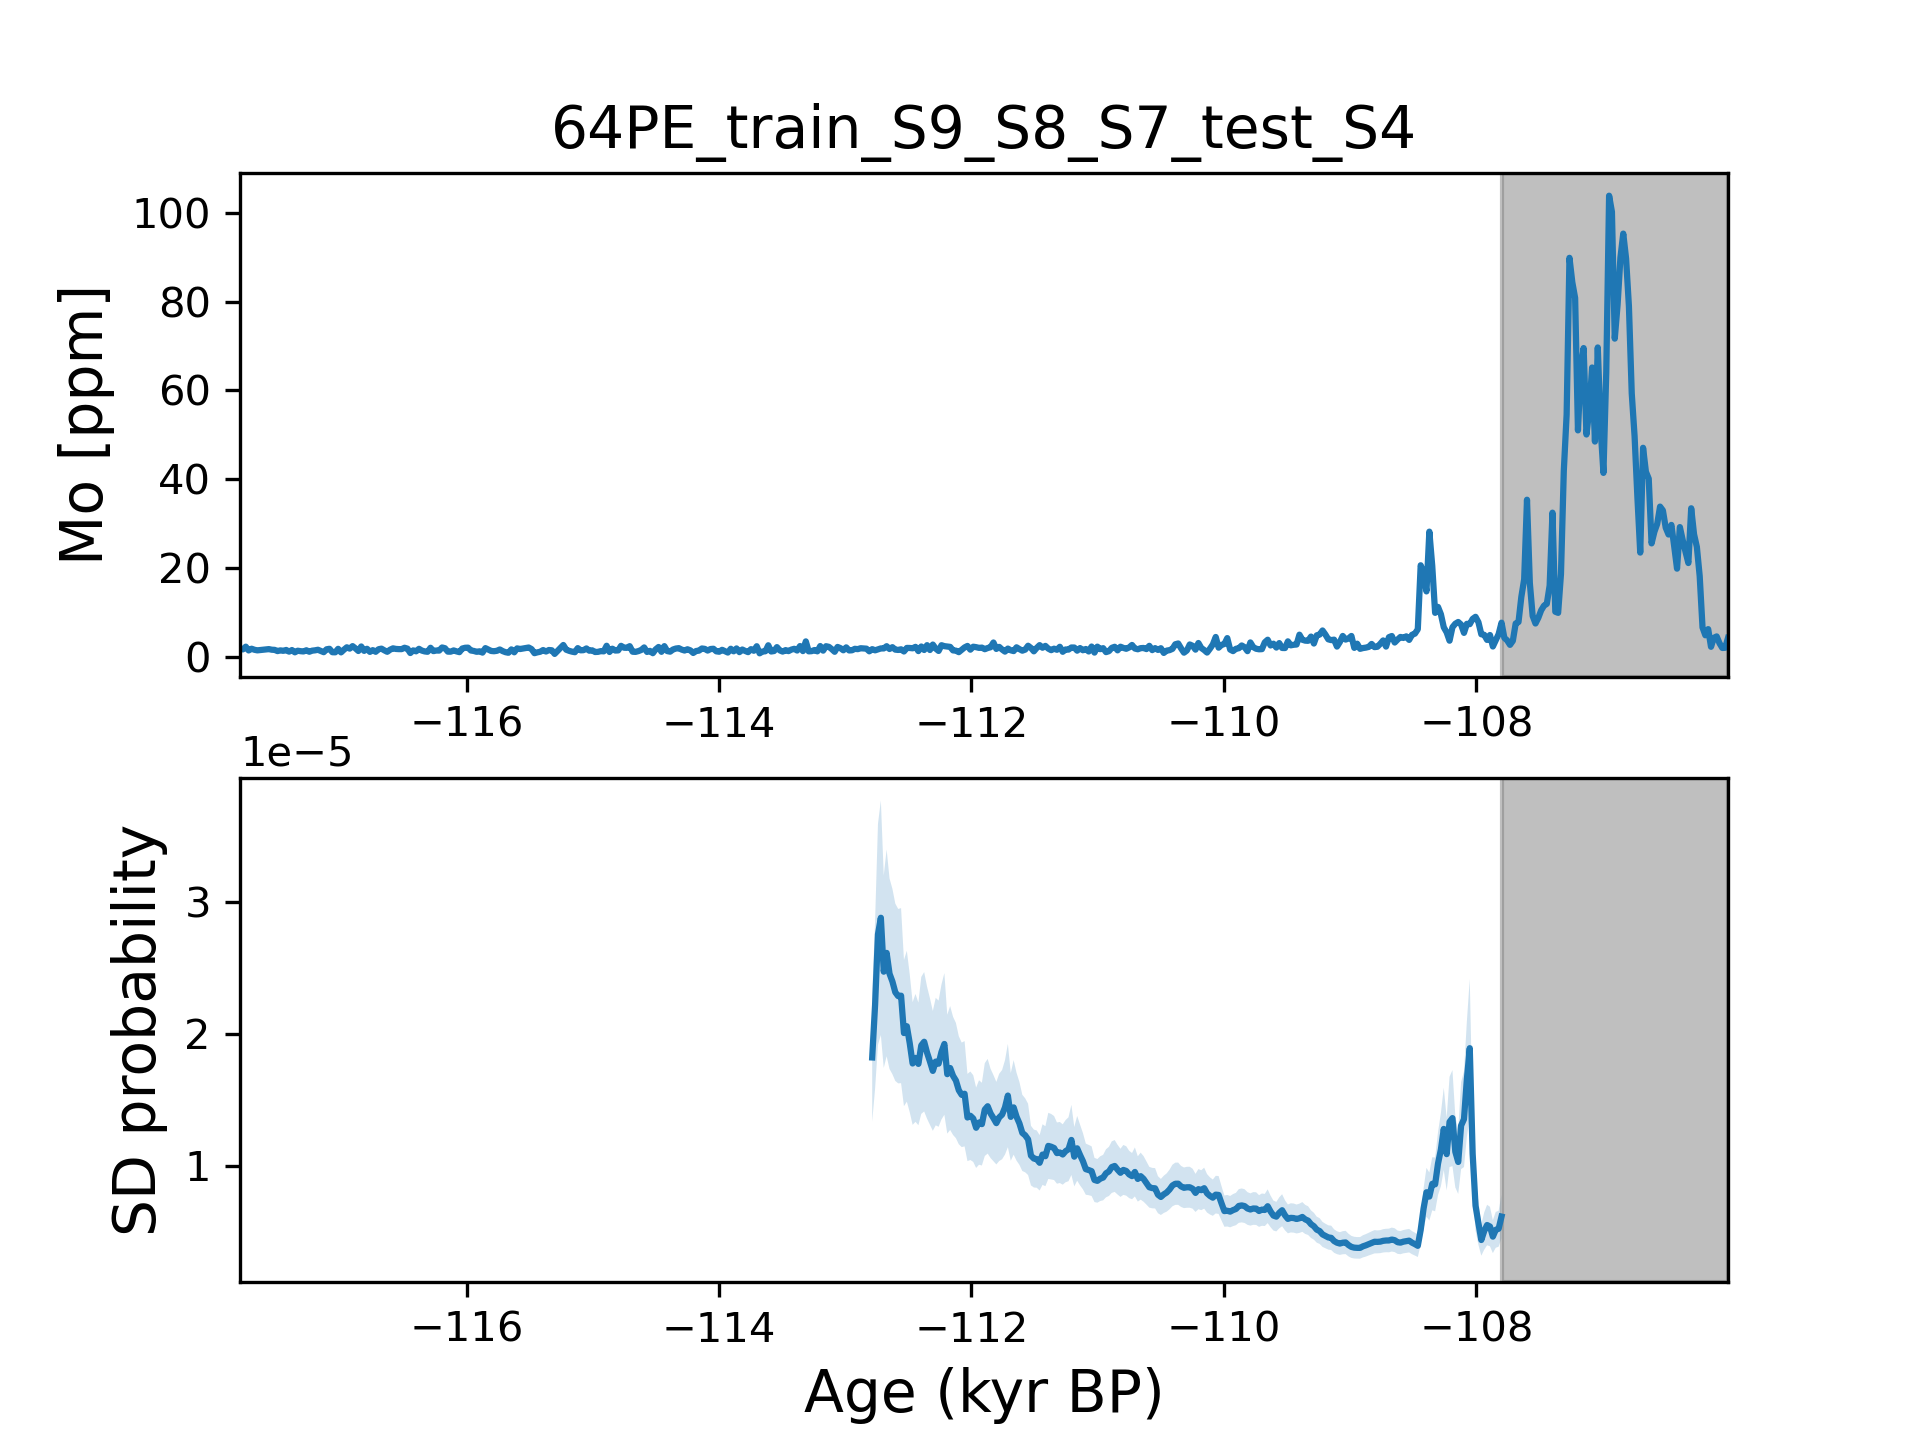 64PE_train_S9_S8_S7_test_S4
Mo [ppm]
100
80
60
40
20
0
−116 −114 −112 −110 −108
1e−5
SD probability
3
2
1
−116 −114 −112 −110 −108
Age (kyr BP)